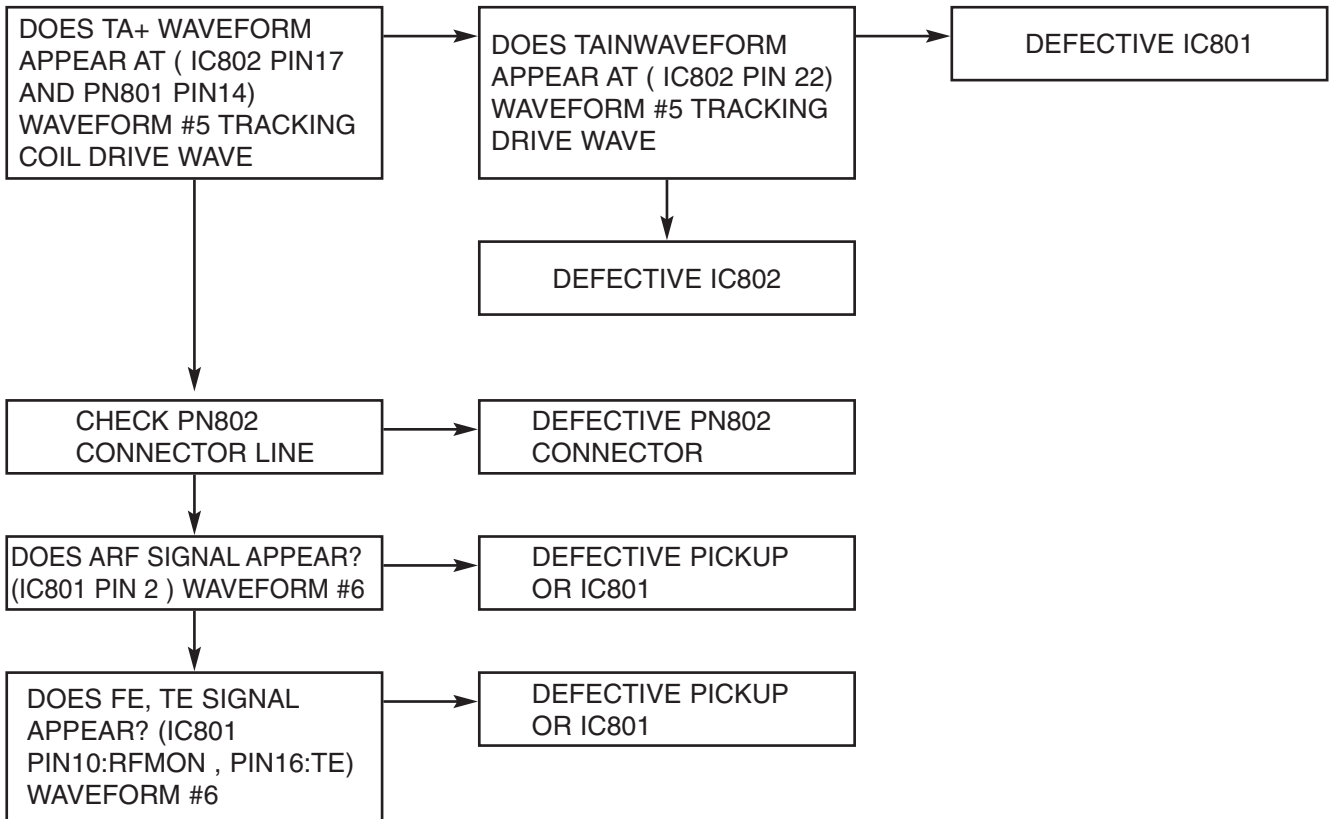 DOES TA+ WAVEFORM
APPEAR AT ( IC802 PIN17
AND PN801 PIN14)
WAVEFORM #5 TRACKING
COIL DRIVE WAVE
DOES TAINWAVEFORM
APPEAR AT ( IC802 PIN 22)
WAVEFORM #5 TRACKING
DRIVE WAVE
DEFECTIVE IC801
DEFECTIVE IC802
CHECK PN802
CONNECTOR LINE
DEFECTIVE PN802
CONNECTOR
DOES ARF SIGNAL APPEAR?
(IC801 PIN 2 ) WAVEFORM #6
DEFECTIVE PICKUP
OR IC801
DOES FE, TE SIGNAL
APPEAR? (IC801
PIN10:RFMON , PIN16:TE)
WAVEFORM #6
DEFECTIVE PICKUP
OR IC801